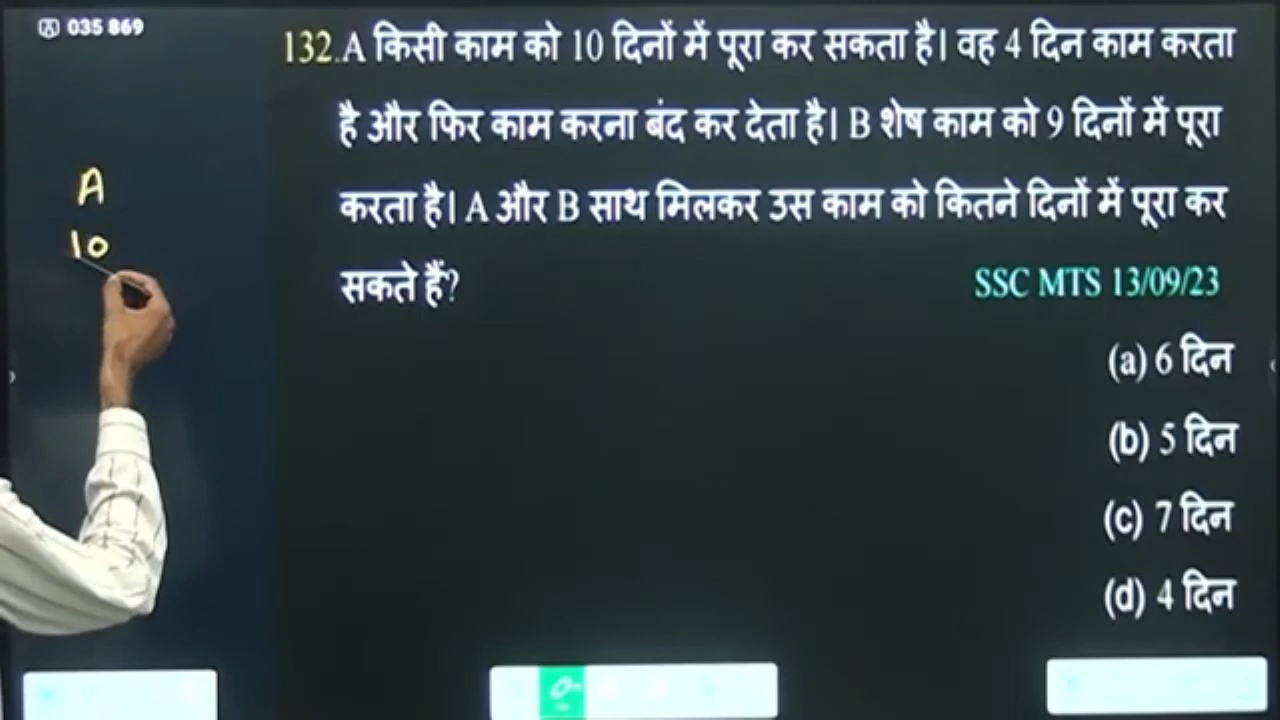 035 869
132.A किसी काम को 10 दिनों में पूरा कर सकता है। वह 4 दिन काम करता
है और फिर काम करना बंद कर देता है। B शेष काम को 9 दिनों में पूरा
करता है। A और B साथ मिलकर उस काम को कितने दिनों में पूरा कर
सकते हैं?
SSC MTS 13/09/23
A
10
(a) 6 दिन
(b) 5 दिन
(c) 7 दिन
(d) 4 दिन